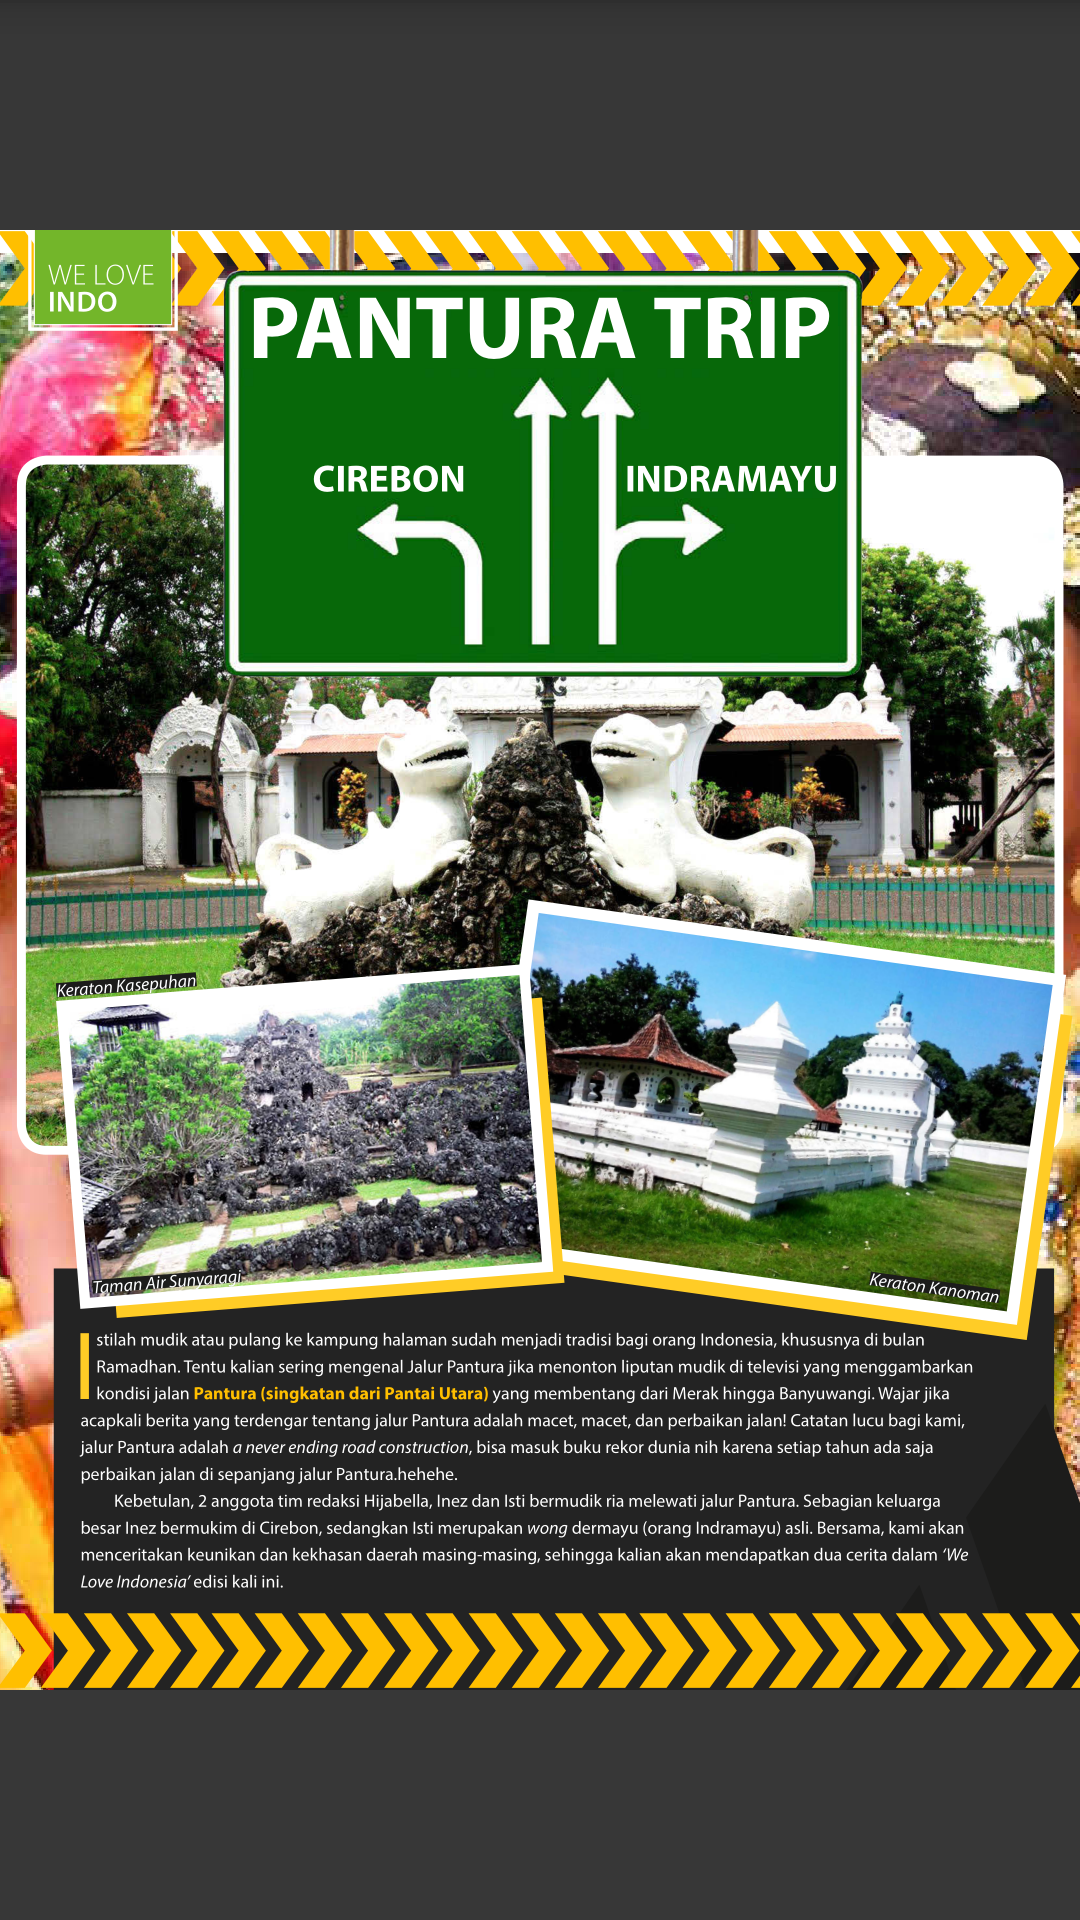 WE LOVE
INDO
PANTURA TRIP
CIREBON
INDRAMAYU
Keraton Kasepuhan
Taman Air Sunyaragi
Keraton Kanoman
Istilah mudik atau pulang ke kampung halaman sudah menjadi tradisi bagi orang Indonesia, khususnya di bulan
Ramadhan. Tentu kalian sering mengenal Jalur Pantura jika menonton liputan mudik di televisi yang menggambarkan
kondisi jalan Pantura (singkatan dari Pantai Utara) yang membentang dari Merak hingga Banyuwangi. Wajar jika
acapkali berita yang terdengar tentang jalur Pantura adalah macet, macet, dan perbaikan jalan! Catatan lucu bagi kami,
jalur Pantura adalah a never ending road construction, bisa masuk buku rekor dunia nih karena setiap tahun ada saja
perbaikan jalan di sepanjang jalur Pantura.hehehe.
Kebetulan, 2 anggota tim redaksi Hijabella, Inez dan Isti bermudik ria melewati jalur Pantura. Sebagian keluarga
besar Inez bermukim di Cirebon, sedangkan Isti merupakan wong dermayu (orang Indramayu) asli. Bersama, kami akan
menceritakan keunikan dan kekhasan daerah masing-masing, sehingga kalian akan mendapatkan dua cerita dalam ‘We
Love Indonesia’ edisi kali ini.